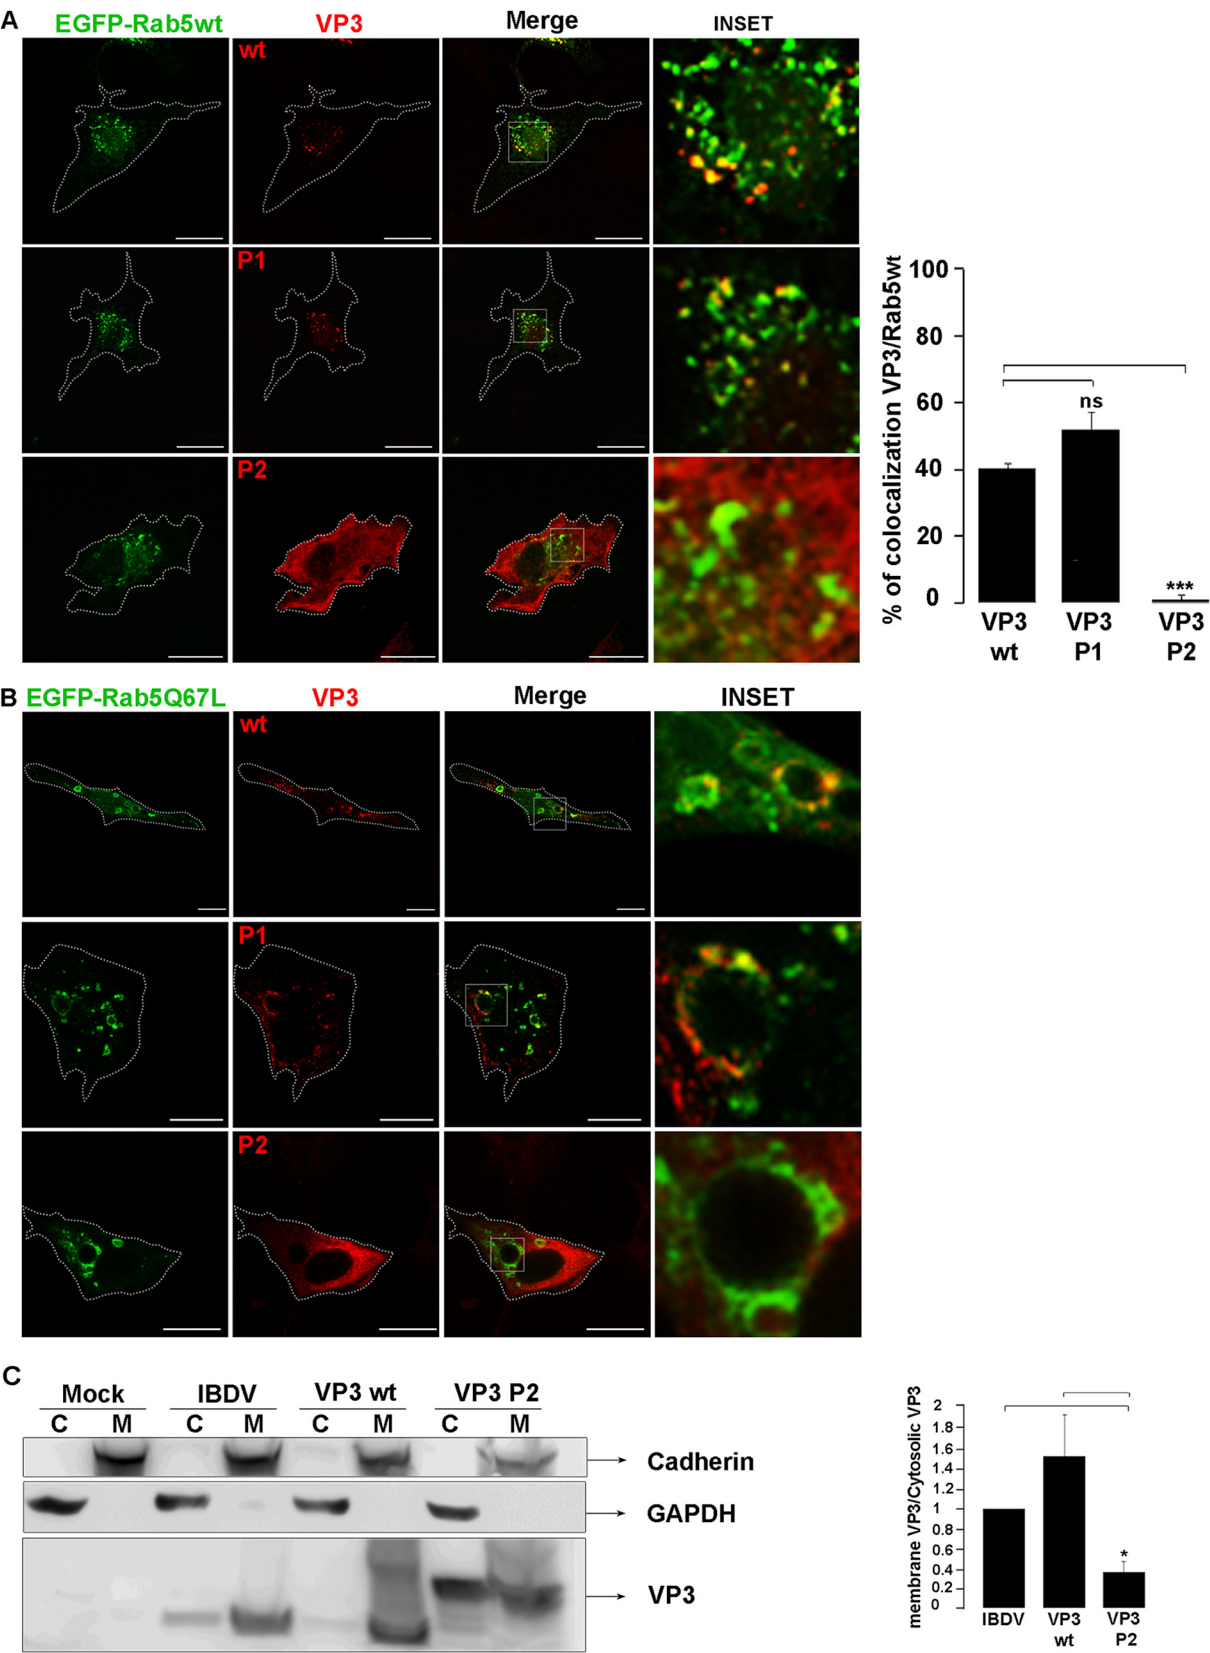 A
EGFP-Rab5wt VP3 Merge INSET
wt
P1
P2
% of colocalization VP3/Rab5wt
100
80
60
40
20
0
ns
***
VP3 wt
VP3 P1
VP3 P2
B
EGFP-Rab5Q67L VP3 Merge INSET
wt
P1
P2
C
Mock IBDV VP3 wt VP3 P2
C M C M C M C M
Cadherin
GAPDH
VP3
membrane VP3/Cytosolic VP3
2
1.8
1.6
1.4
1.2
1
0.8
0.6
0.4
0.2
0
*
IBDV
VP3 wt
VP3 P2